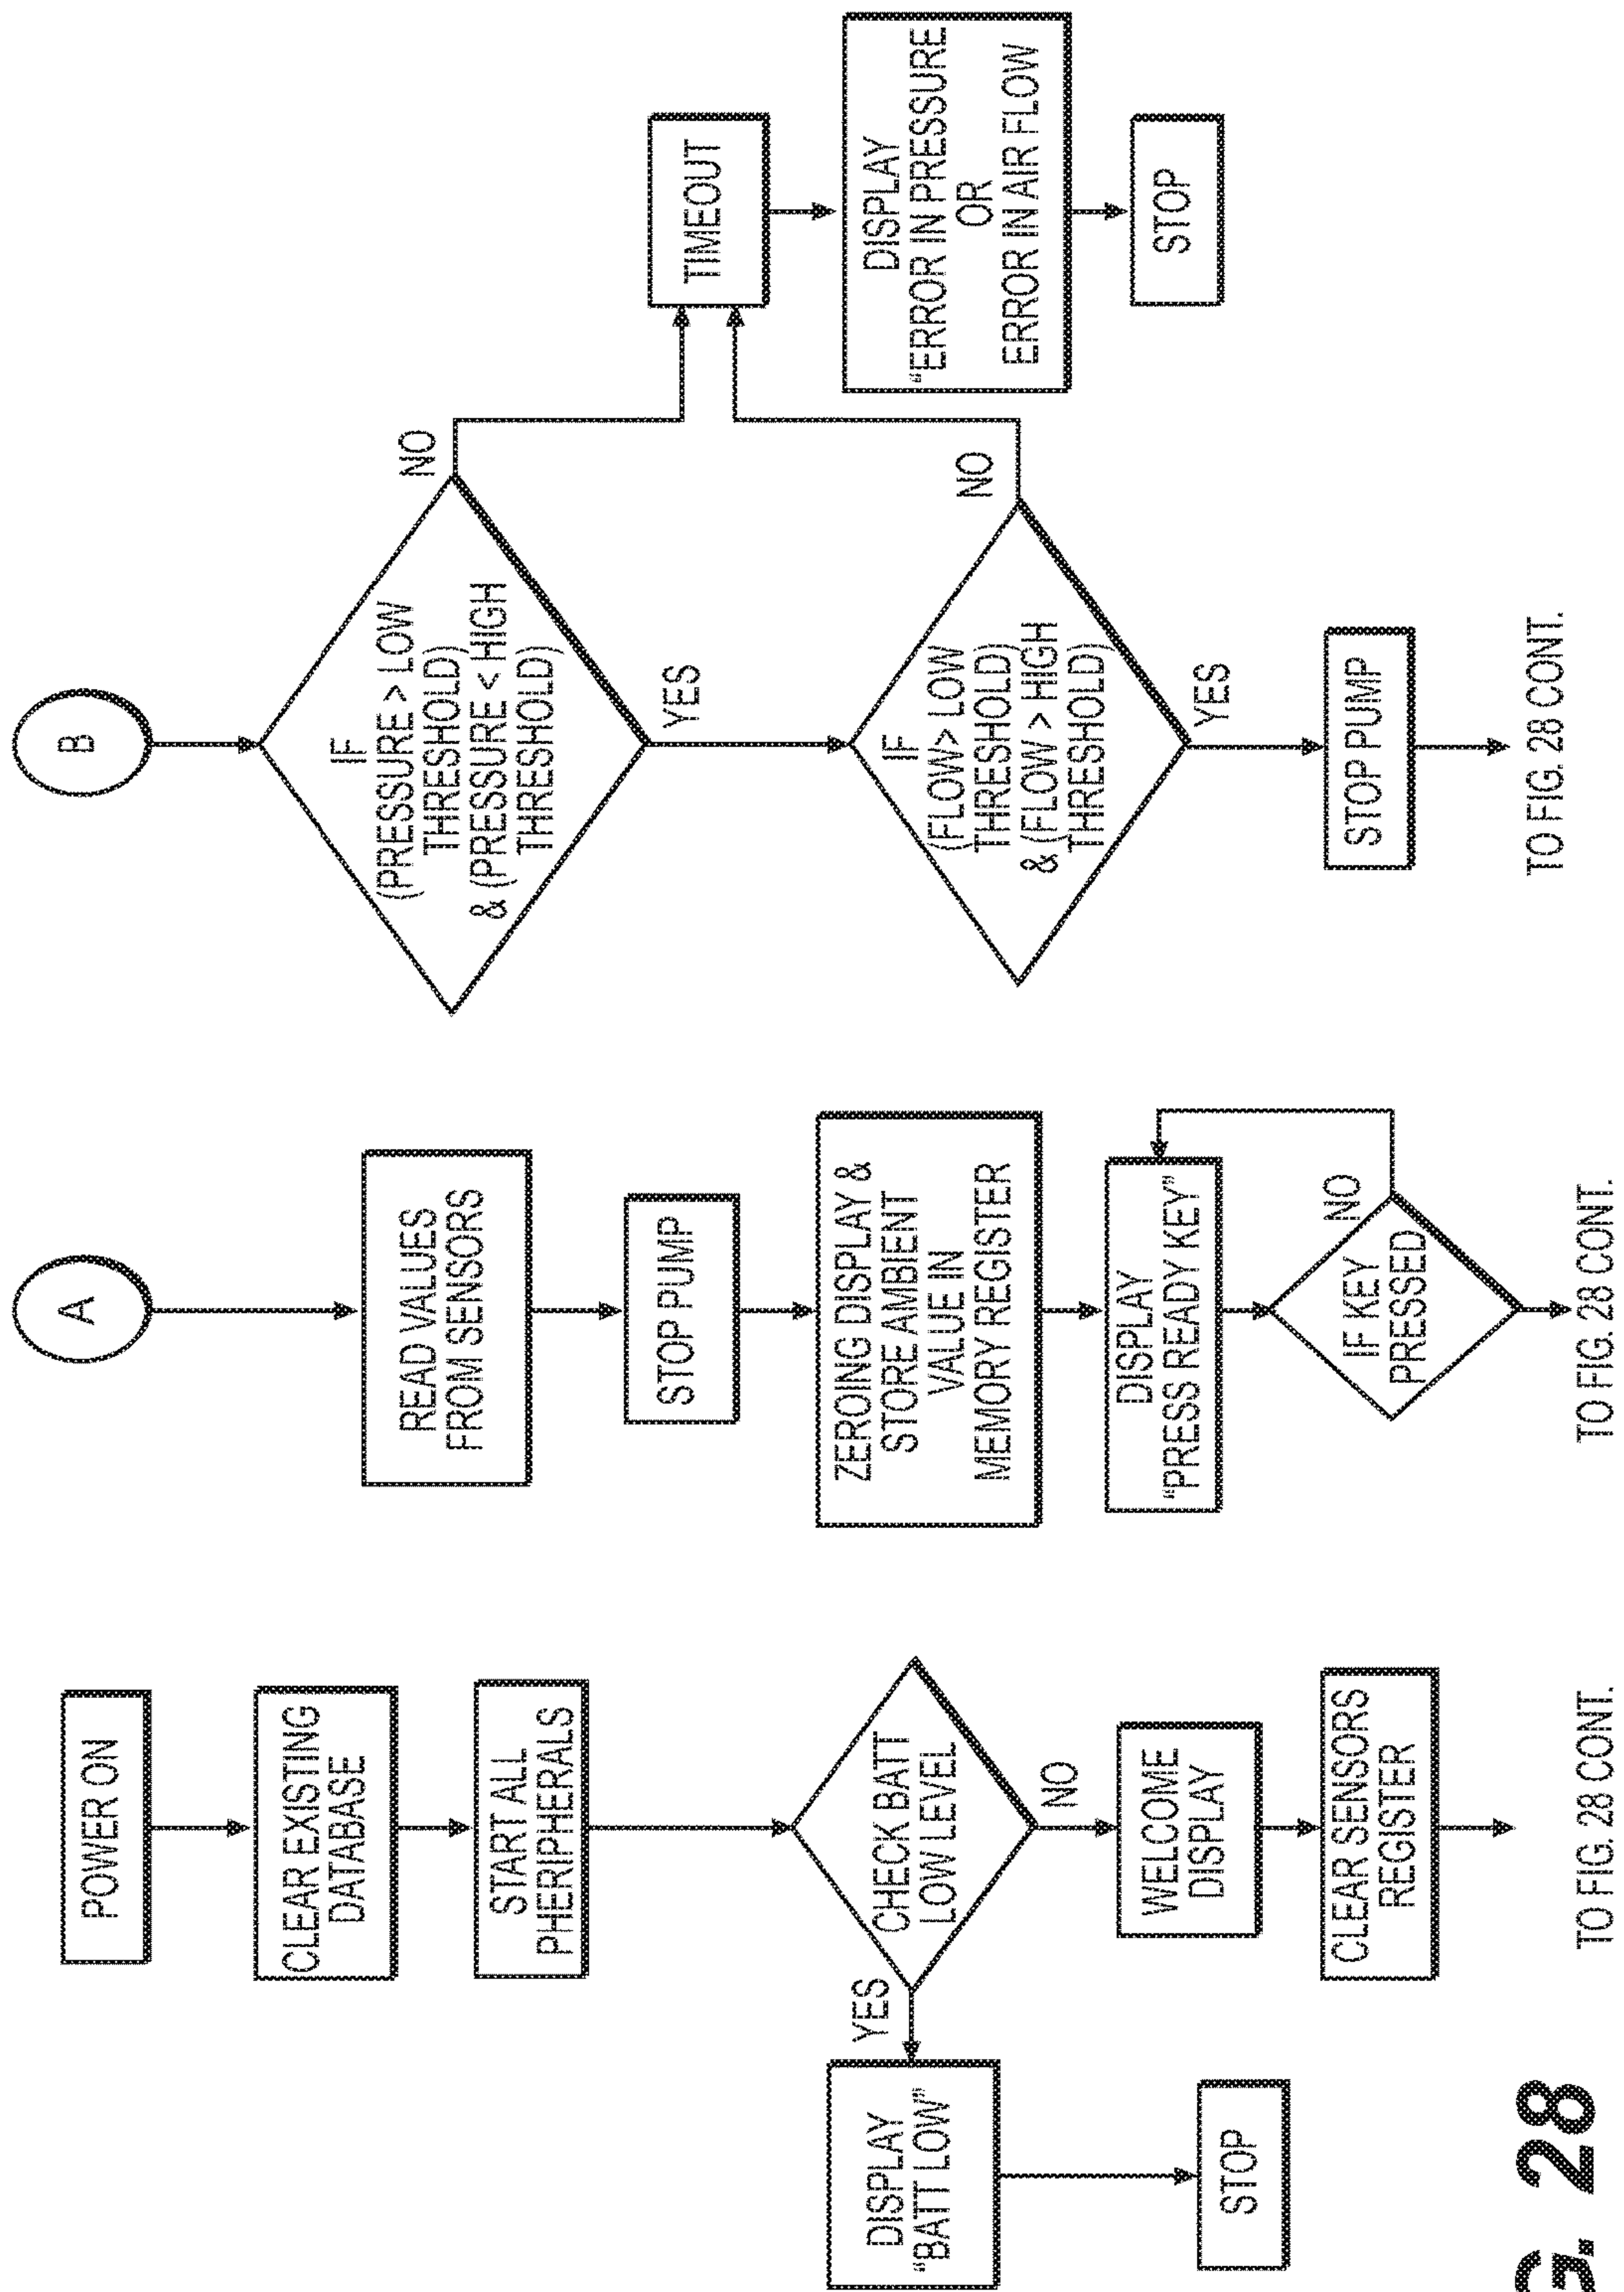 POWER ON
CLEAR EXISTING
DATABASE
START ALL
PHERIPHERALS
CHECK BATT
LOW LEVEL
YES
DISPLAY
“BATT LOW”
STOP
NO
WELCOME
DISPLAY
CLEAR SENSORS
REGISTER
TO FIG. 28 CONT.
A
READ VALUES
FROM SENSORS
STOP PUMP
ZEROING DISPLAY &
STORE AMBIENT
VALUE IN
MEMORY REGISTER
DISPLAY
“PRESS READY KEY”
IF KEY
PRESSED
NO
TO FIG. 28 CONT.
B
IF
(PRESSURE > LOW
THRESHOLD)
& (PRESSURE < HIGH
THRESHOLD)
NO
YES
IF
(FLOW> LOW
THRESHOLD)
& (FLOW > HIGH
THRESHOLD)
NO
YES
STOP PUMP
TO FIG. 28 CONT.
TIMEOUT
DISPLAY
“ERROR IN PRESSURE
OR
ERROR IN AIR FLOW
STOP
28